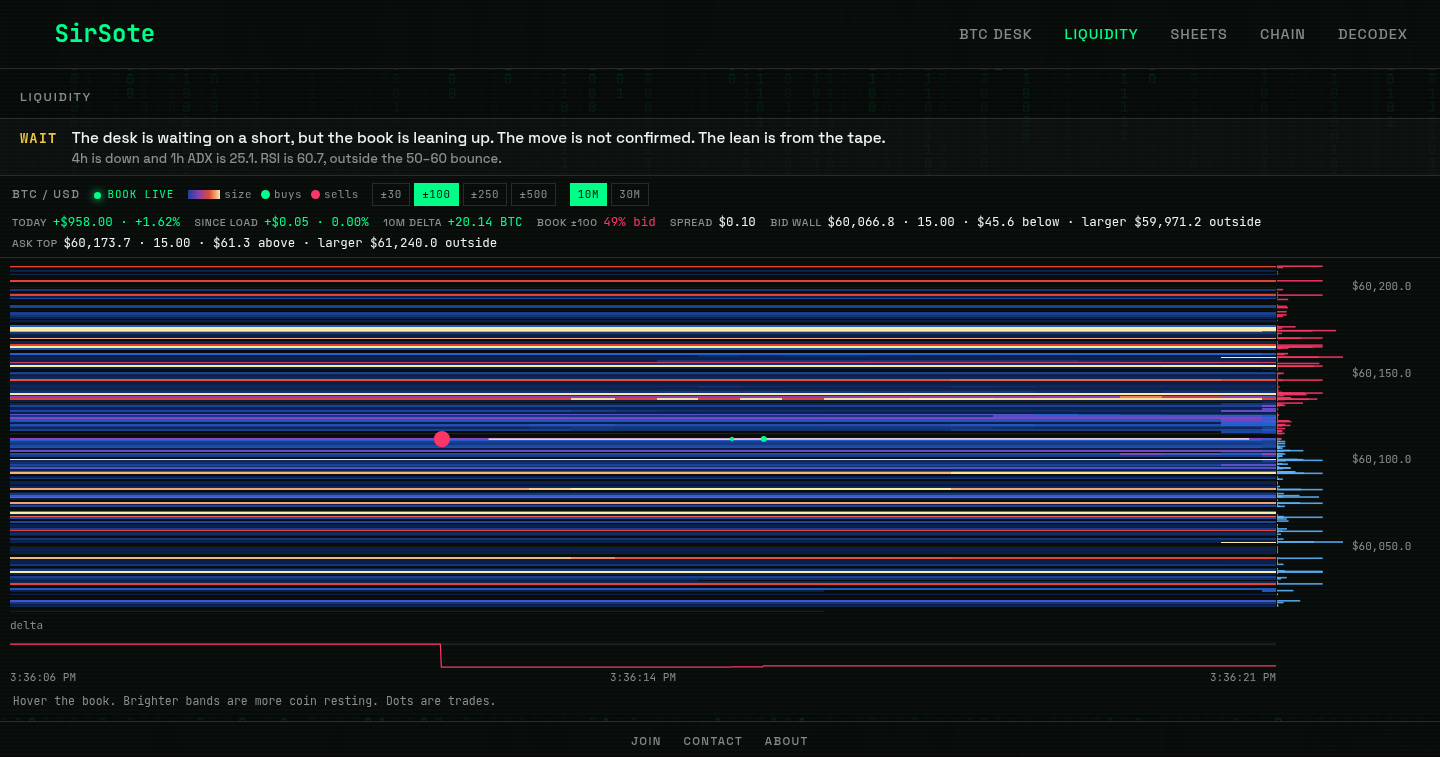 SirSote
BTC DESK LIQUIDITY SHEETS CHAIN DECODEX
LIQUIDITY
WAIT The desk is waiting on a short, but the book is leaning up. The move is not confirmed. The lean is from the tape.
4h is down and 1h ADX is 25.1. RSI is 60.7, outside the 50–60 bounce.
BTC / USD BOOK LIVE size buys sells ±30 ±100 ±250 ±500 10M 30M
TODAY +$958.00 · +1.62% SINCE LOAD +$0.05 · 0.00% 10M DELTA +20.14 BTC BOOK ±100 49% bid SPREAD $0.10 BID WALL $60,066.8 · 15.00 · $45.6 below · larger $59,971.2 outside
ASK TOP $60,173.7 · 15.00 · $61.3 above · larger $61,240.0 outside
$60,200.0
$60,150.0
$60,100.0
$60,050.0
delta
3:36:06 PM 3:36:14 PM 3:36:21 PM
Hover the book. Brighter bands are more coin resting. Dots are trades.
JOIN CONTACT ABOUT